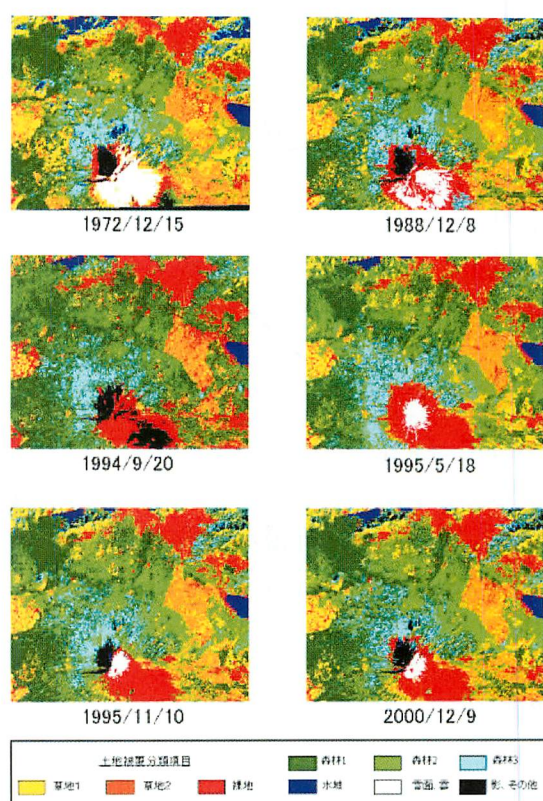 1972/12/15
1988/12/8
1994/9/20
1995/5/18
1995/11/10
2000/12/9
土地被覆分類項目
森林1
森林2
森林3
草地1
草地2
裸地
水域
雪面、雲
影、その他